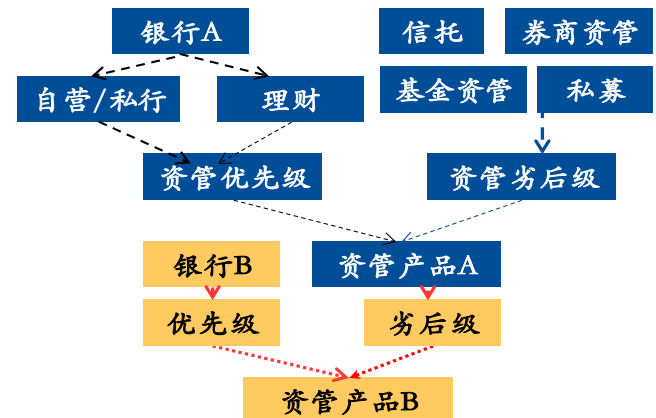 银行A
信托
券商资管
自营/私行
理财
基金资管
私募
资管优先级
资管劣后级
银行B
资管产品A
优先级
劣后级
资管产品B